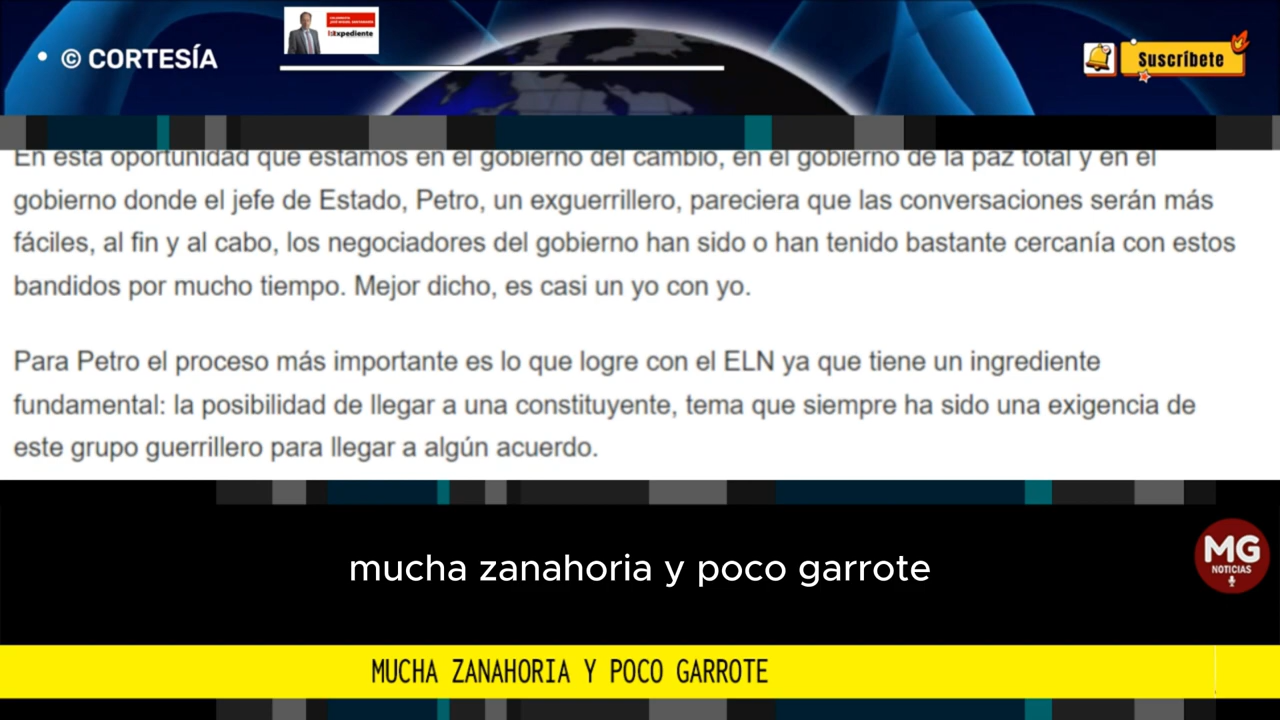 © CORTESÍA
Expediente
Suscríbete
En esta oportunidad que estamos en el gobierno del cambio, en el gobierno de la paz total y en el
gobierno donde el jefe de Estado, Petro, un exguerrillero, pareciera que las conversaciones serán más
fáciles, al fin y al cabo, los negociadores del gobierno han sido o han tenido bastante cercanía con estos
bandidos por mucho tiempo. Mejor dicho, es casi un yo con yo.
Para Petro el proceso más importante es lo que logre con el ELN ya que tiene un ingrediente
fundamental: la posibilidad de llegar a una constituyente, tema que siempre ha sido una exigencia de
este grupo guerrillero para llegar a algún acuerdo.
mucha zanahoria y poco garrote
MG
NOTICIAS
MUCHA ZANAHORIA Y POCO GARROTE